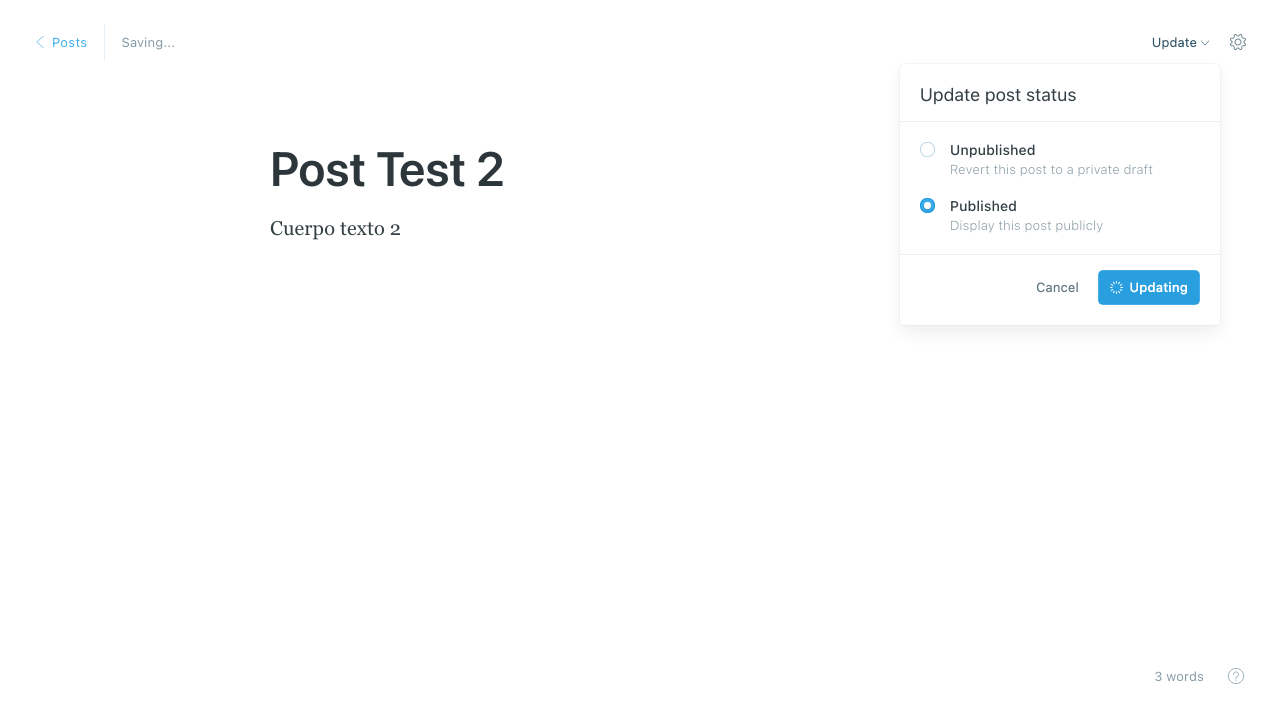 Posts
Saving...
Update
Update post status
Unpublished
Revert this post to a private draft
Published
Display this post publicly
Cancel
Updating
Post Test 2
Cuerpo texto 2
3 words
?